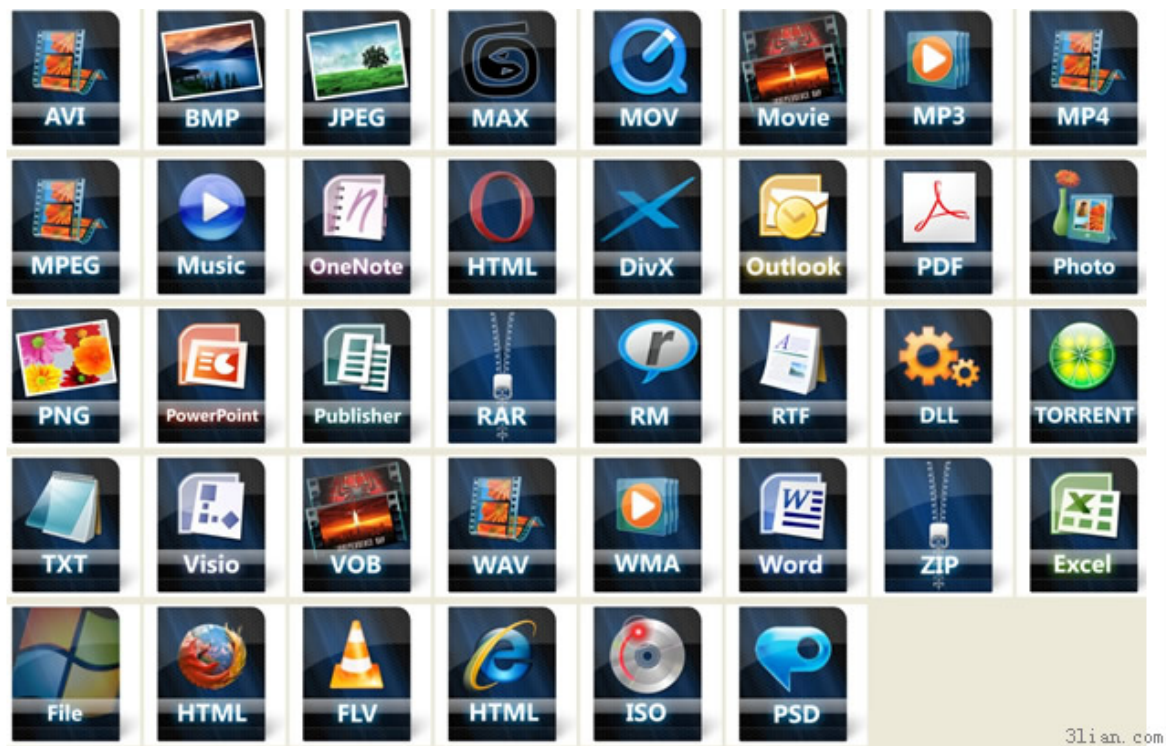 AVI BMP JPEG MAX MOV Movie MP3 MP4
MPEG Music OneNote HTML DivX Outlook PDF Photo
PNG PowerPoint Publisher RAR RM RTF DLL TORRENT
TXT Visio VOB WAV WMA Word ZIP Excel
File HTML FLV HTML ISO PSD
3lian.com